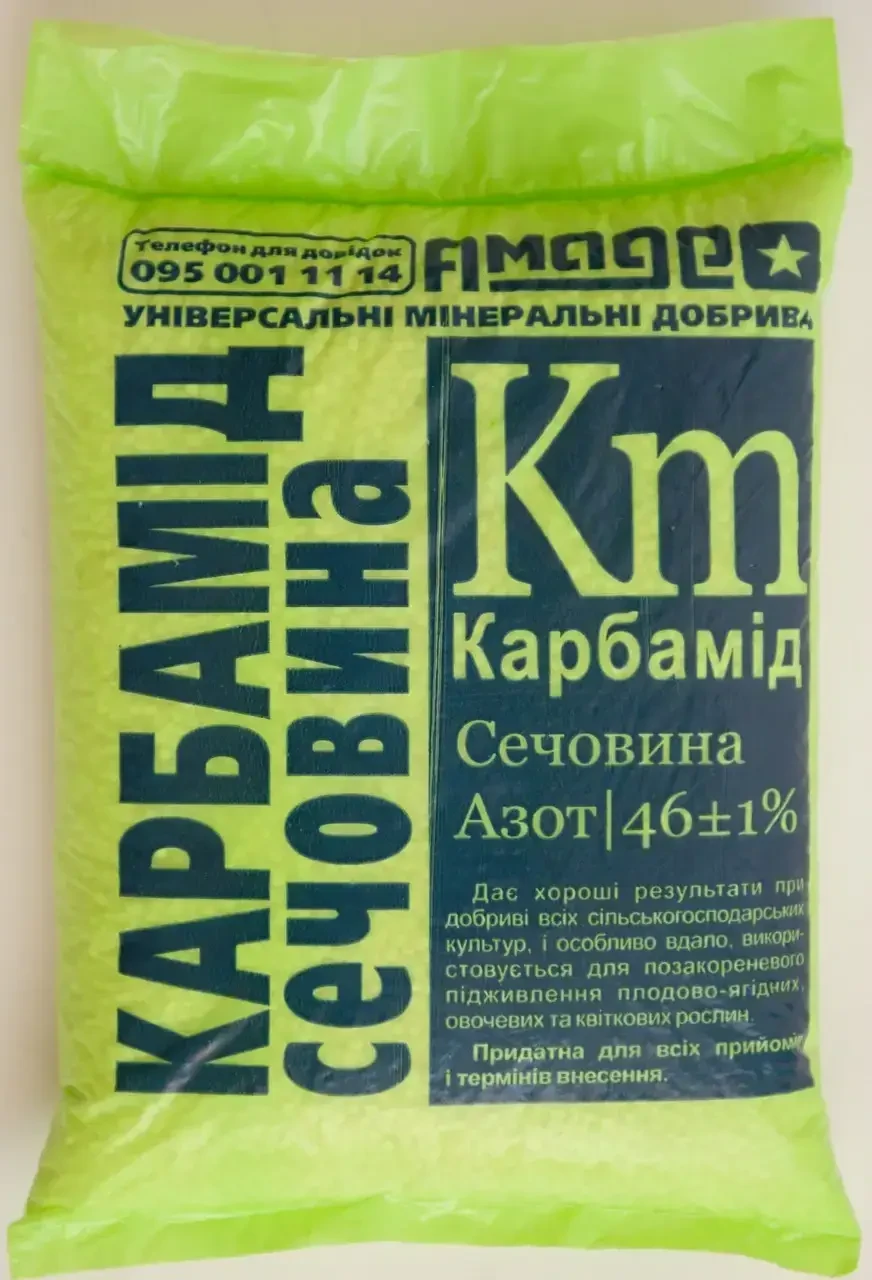 Телефон для довідок
095 001 11 14
УНІВЕРСАЛЬНІ МІНЕРАЛЬНІ ДОБРИВА
КАРБАМІД
сечовина
Km
Карбамід
Сечовина
Азот|46±1%
Дає хороші результати при
добриві всіх сільськогосподарських
культур, і особливо вдало, викори-
стовується для позакореневого
підживлення плодово-ягідних,
овочевих та квіткових рослин.
Придатна для всіх прийомів
і термінів внесення.